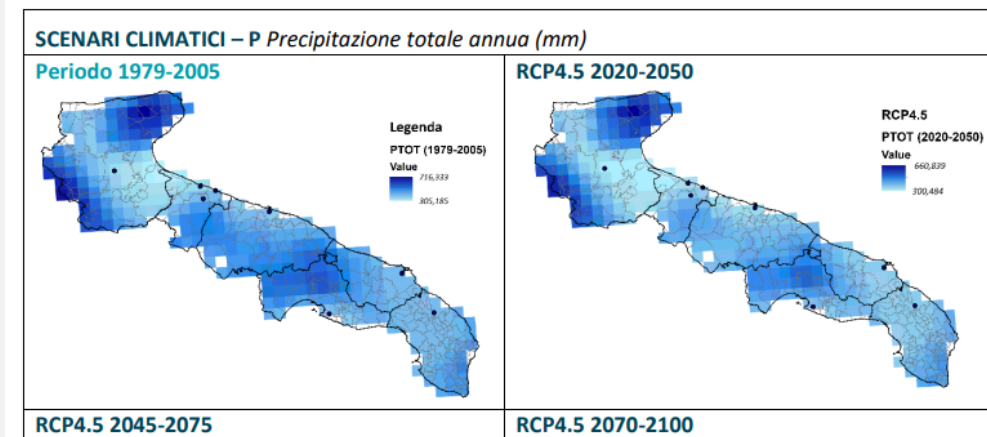 SCENARI CLIMATICI – P Precipitazione totale annua (mm)
Periodo 1979-2005
RCP4.5 2020-2050
Legenda
PTOT (1979-2005)
Value
716,333
305,185
RCP4.5
PTOT (2020-2050)
Value
660,839
300,484
RCP4.5 2045-2075
RCP4.5 2070-2100